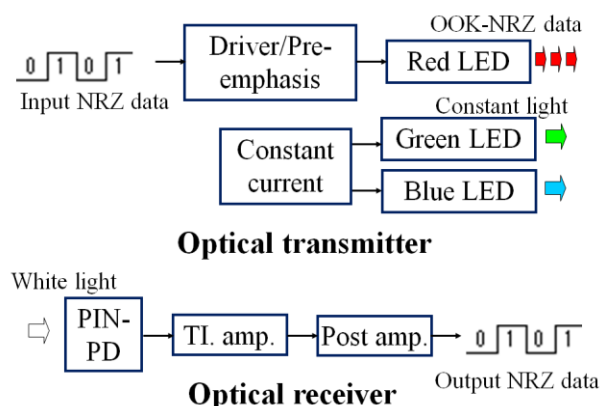 OOK-NRZ data
0 1 0 1
Driver/Pre-
emphasis
Red LED
Input NRZ data
Constant light
Constant
current
Green LED
Blue LED
Optical transmitter
White light
PIN-
PD
TI. amp.
Post amp.
0 1 0 1
Output NRZ data
Optical receiver